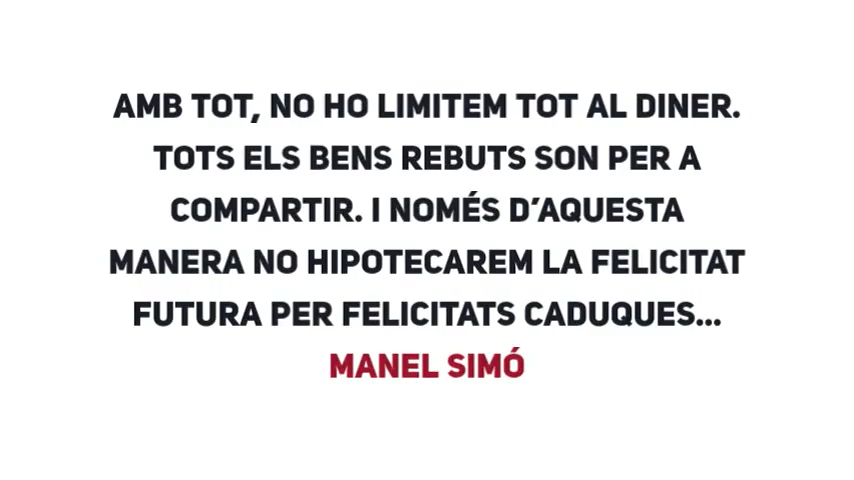 AMB TOT, NO HO LIMITEM TOT AL DINER.
TOTS ELS BENS REBUTS SON PER A
COMPARTIR. I NOMÉS D’AQUESTA
MANERA NO HIPOTECAREM LA FELICITAT
FUTURA PER FELICITATS CADUQUES...
MANEL SIMÓ